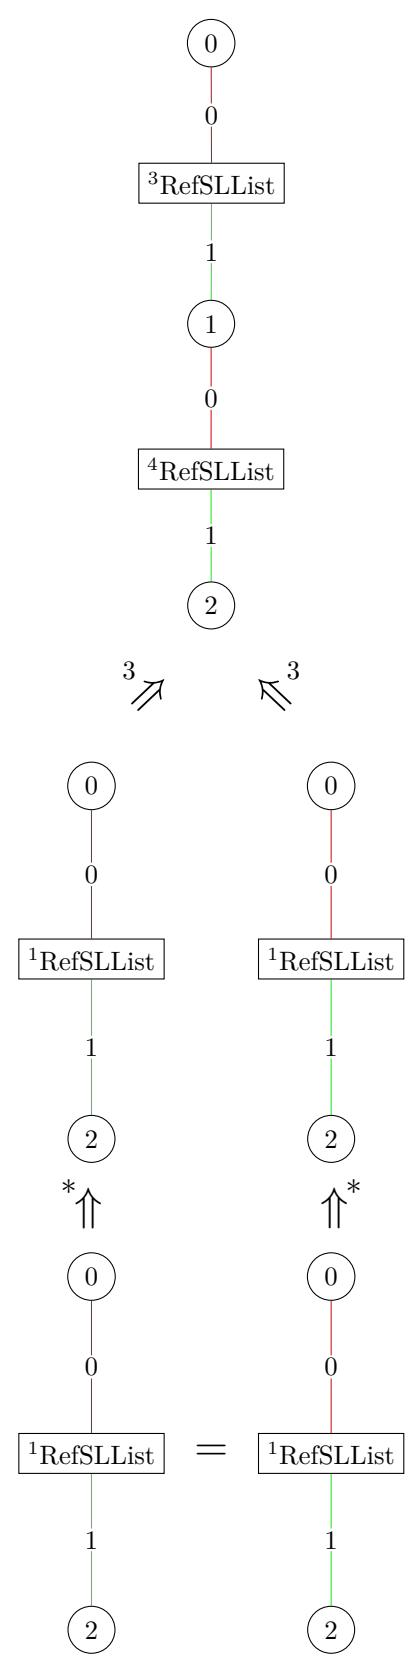 0
0
³RefSLList
1
1
0
⁴RefSLList
1
2
3 ⇗ ⇖ 3
0 0
0 0
¹RefSLList ¹RefSLList
1 1
2 2
* ⇑ ⇑ *
0 0
0 0
¹RefSLList = ¹RefSLList
1 1
2 2